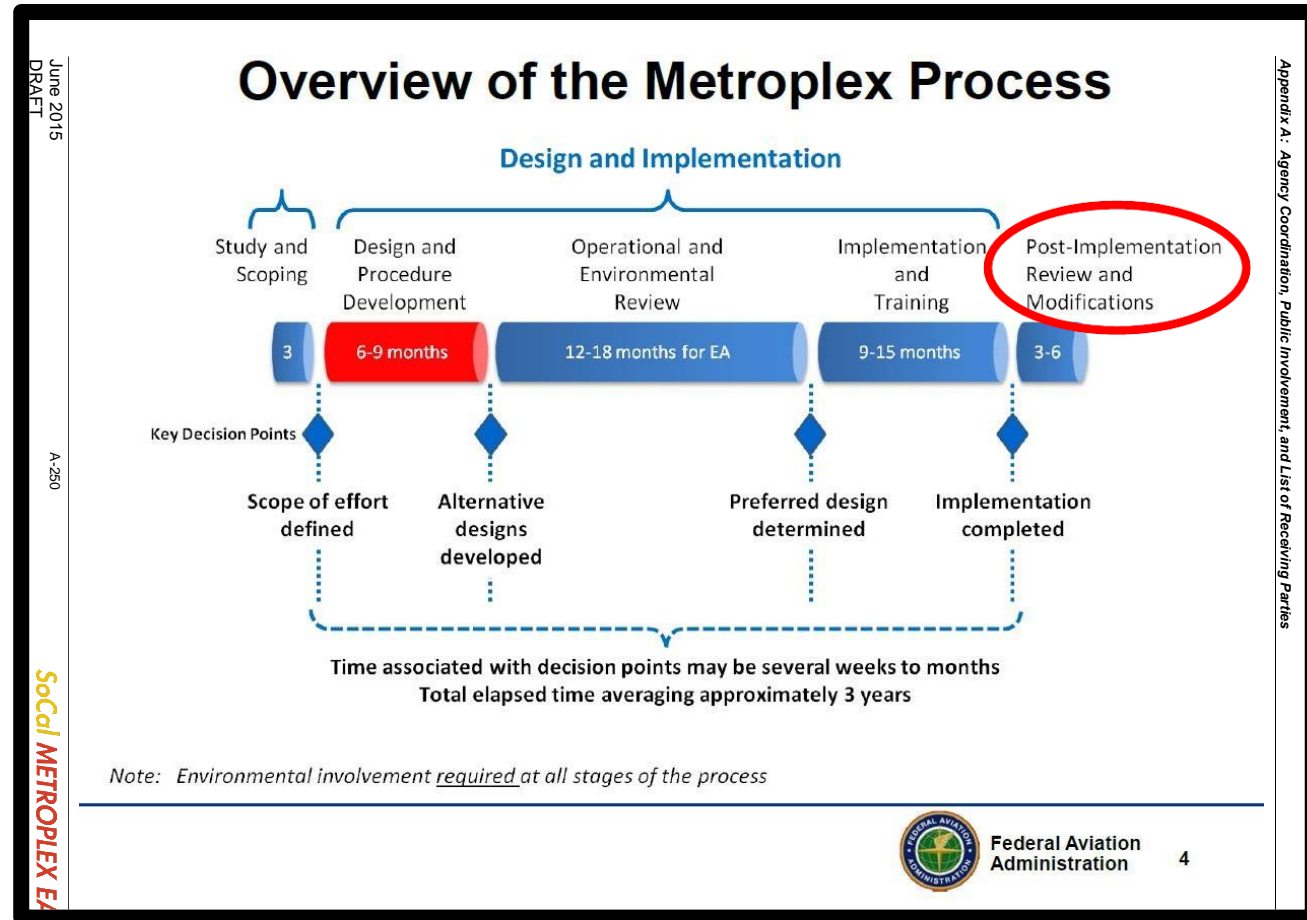 Overview of the Metroplex Process
Design and Implementation
Study and
Scoping
Design and
Procedure
Development
Operational and
Environmental
Review
Implementation
and
Training
Post-Implementation
Review and
Modifications
3
6-9 months
12-18 months for EA
9-15 months
3-6
Key Decision Points
Scope of effort
defined
Alternative
designs
developed
Preferred design
determined
Implementation
completed
Time associated with decision points may be several weeks to months
Total elapsed time averaging approximately 3 years
Note: Environmental involvement required at all stages of the process
FEDERAL AVIATION
ADMINISTRATION
Federal Aviation
Administration
4
June 2015
DRAFT
A-250
SoCal METROPLEX EA
Appendix A: Agency Coordination, Public Involvement, and List of Receiving Parties